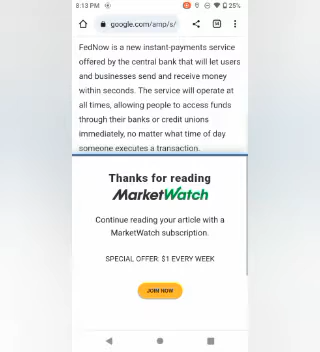 8:13 PM
25%
google.com/amp/s/
FedNow is a new instant-payments service
offered by the central bank that will let users
and businesses send and receive money
within seconds. The service will operate at
all times, allowing people to access funds
through their banks or credit unions
immediately, no matter what time of day
someone executes a transaction.
Thanks for reading
MarketWatch
Continue reading your article with a
MarketWatch subscription.
SPECIAL OFFER: $1 EVERY WEEK
JOIN NOW